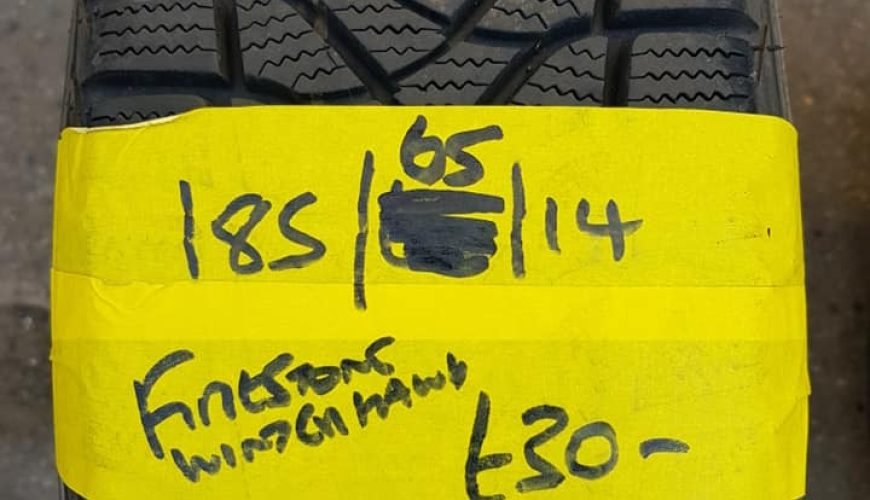 185/65/14
FIRESTONE
WINTERHAWK
£30-